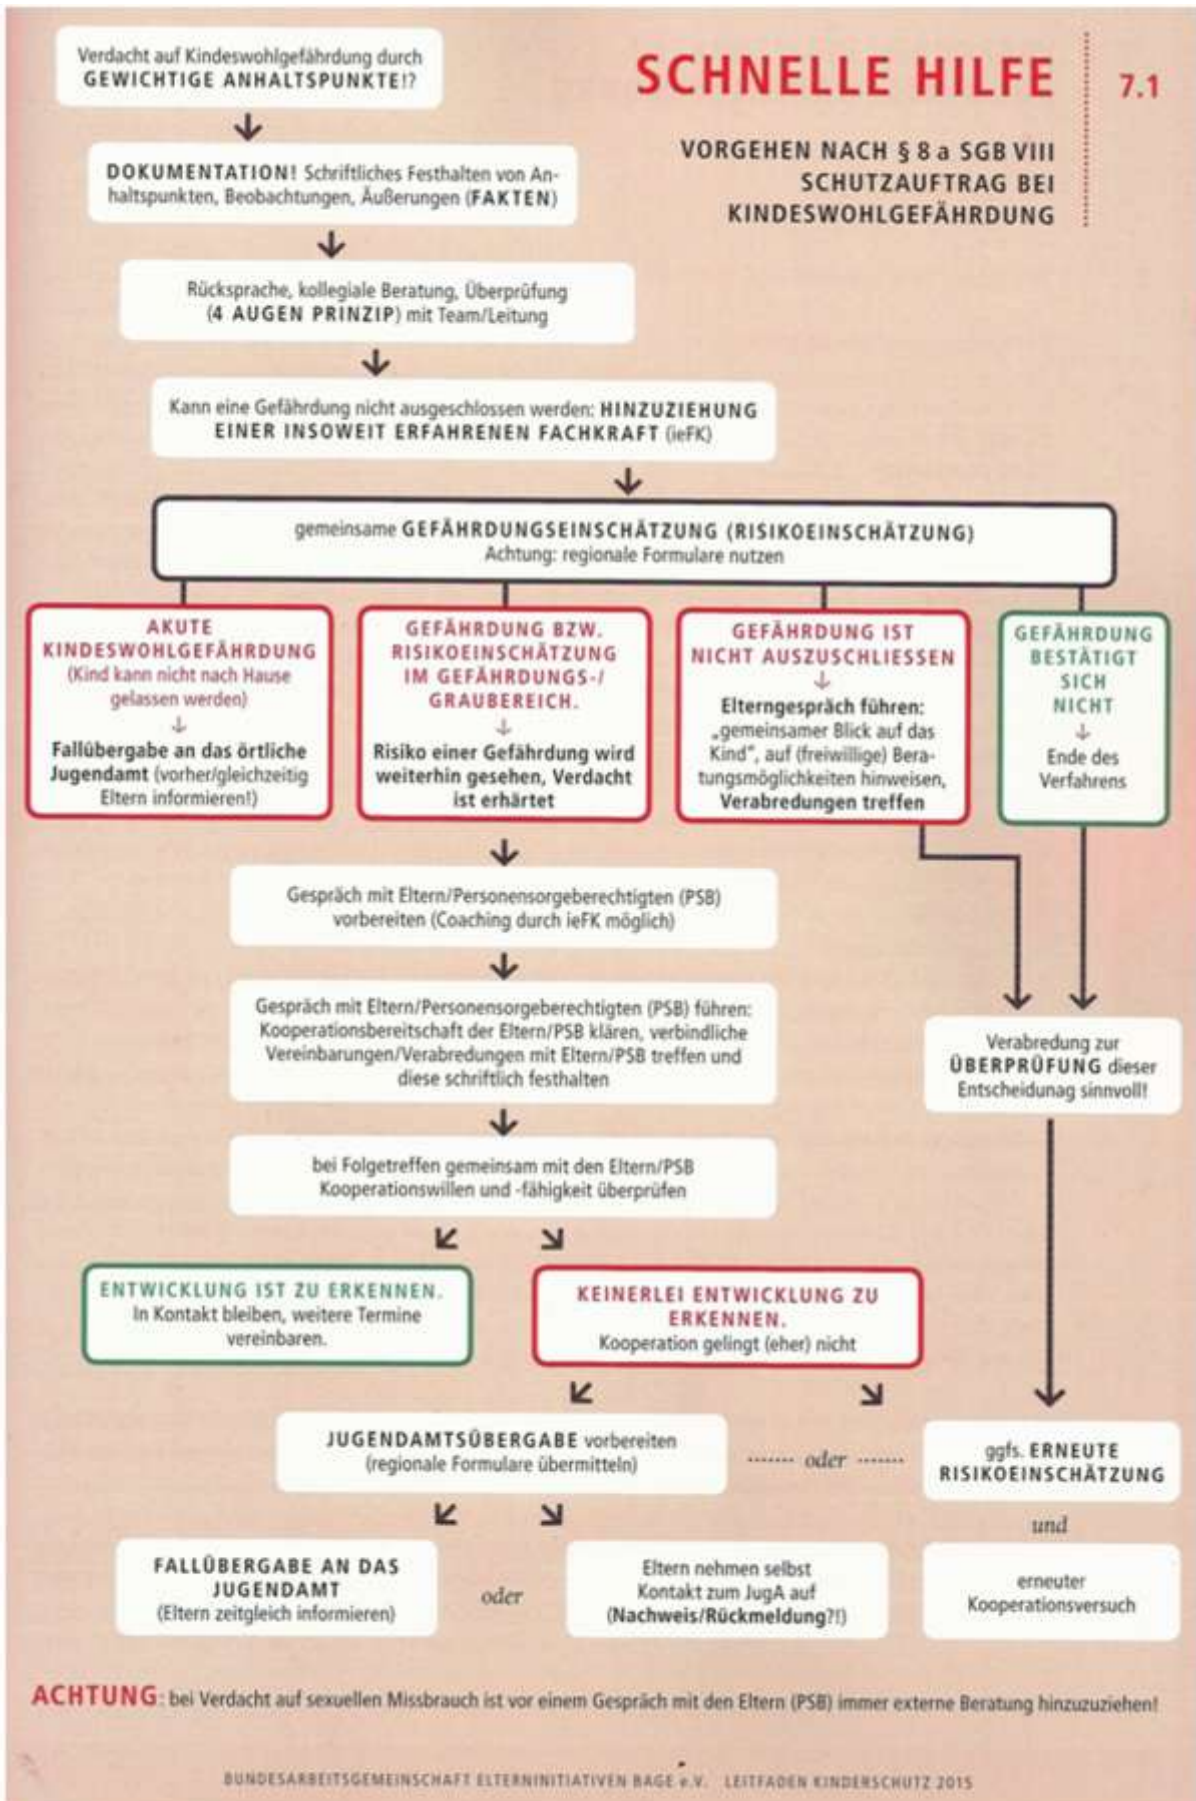 SCHNELLE HILFE
7.1
VORGEHEN NACH § 8 a SGB VIII
SCHUTZAUFTRAG BEI
KINDESWOHLGEFÄHRDUNG
Verdacht auf Kindeswohlgefährdung durch
GEWICHTIGE ANHALTSPUNKTE!?
DOKUMENTATION! Schriftliches Festhalten von An-
haltspunkten, Beobachtungen, Äußerungen (FAKTEN)
Rücksprache, kollegiale Beratung, Überprüfung
(4 AUGEN PRINZIP) mit Team/Leitung
Kann eine Gefährdung nicht ausgeschlossen werden: HINZUZIEHUNG
EINER INSOWEIT ERFAHRENEN FACHKRAFT (ieFK)
gemeinsame GEFÄHRDUNGSEINSCHÄTZUNG (RISIKOEINSCHÄTZUNG)
Achtung: regionale Formulare nutzen
AKUTE
KINDESWOHLGEFÄHRDUNG
(Kind kann nicht nach Hause
gelassen werden)
Fallübergabe an das örtliche
Jugendamt (vorher/gleichzeitig
Eltern informieren!)
GEFÄHRDUNG BZW.
RISIKOEINSCHÄTZUNG
IM GEFÄHRDUNGS-/
GRAUBEREICH.
Risiko einer Gefährdung wird
weiterhin gesehen, Verdacht
ist erhärtet
GEFÄHRDUNG IST
NICHT AUSZUSCHLIESSEN
Elterngespräch führen:
„gemeinsamer Blick auf das
Kind“, auf (freiwillige) Bera-
tungsmöglichkeiten hinweisen,
Verabredungen treffen
GEFÄHRDUNG
BESTÄTIGT
SICH
NICHT
Ende des
Verfahrens
Gespräch mit Eltern/Personensorgeberechtigten (PSB)
vorbereiten (Coaching durch ieFK möglich)
Gespräch mit Eltern/Personensorgeberechtigten (PSB) führen:
Kooperationsbereitschaft der Eltern/PSB klären, verbindliche
Vereinbarungen/Verabredungen mit Eltern/PSB treffen und
diese schriftlich festhalten
Verabredung zur
ÜBERPRÜFUNG dieser
Entscheidunag sinnvoll!
bei Folgetreffen gemeinsam mit den Eltern/PSB
Kooperationswillen und -fähigkeit überprüfen
ENTWICKLUNG IST ZU ERKENNEN.
In Kontakt bleiben, weitere Termine
vereinbaren.
KEINERLEI ENTWICKLUNG ZU
ERKENNEN.
Kooperation gelingt (eher) nicht
JUGENDAMTSÜBERGABE vorbereiten
(regionale Formulare übermitteln)
....... oder .......
ggfs. ERNEUTE
RISIKOEINSCHÄTZUNG
und
FALLÜBERGABE AN DAS
JUGENDAMT
(Eltern zeitgleich informieren)
oder
Eltern nehmen selbst
Kontakt zum JugA auf
(Nachweis/Rückmeldung?!)
erneuter
Kooperationsversuch
ACHTUNG: bei Verdacht auf sexuellen Missbrauch ist vor einem Gespräch mit den Eltern (PSB) immer externe Beratung hinzuzuziehen!
BUNDESARBEITSGEMEINSCHAFT ELTERNINITIATIVEN BAGE e.V. LEITFADEN KINDERSCHUTZ 2015